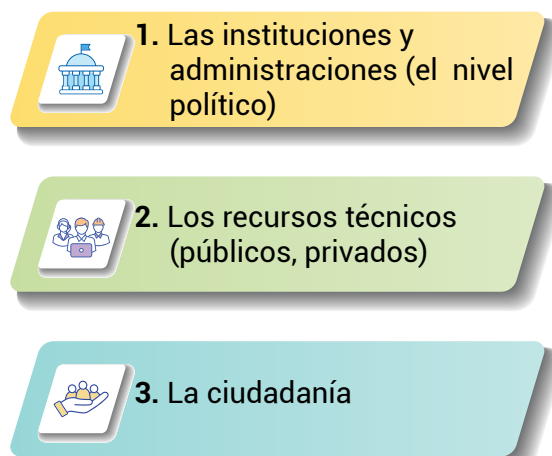 1. Las instituciones y
administraciones (el nivel
político)
2. Los recursos técnicos
(públicos, privados)
3. La ciudadanía